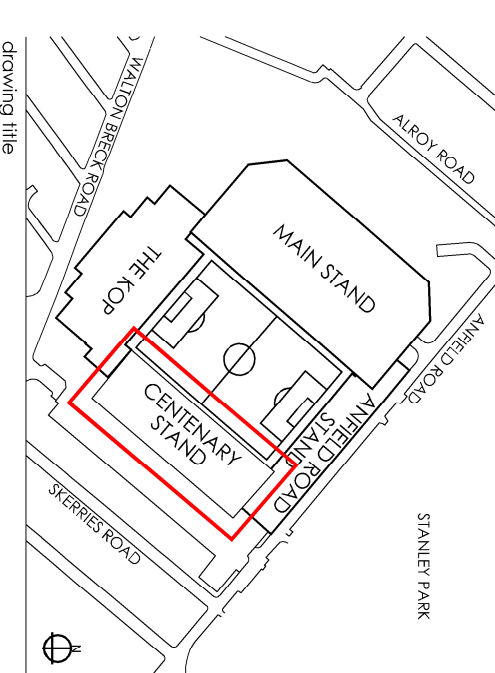 drawing title
WALTON BRECK ROAD
ALROY ROAD
MAIN STAND
THE KOP
ANFIELD ROAD
CENTENARY
STAND
ANFIELD ROAD
STAND
SKERRIES ROAD
STANLEY PARK
N